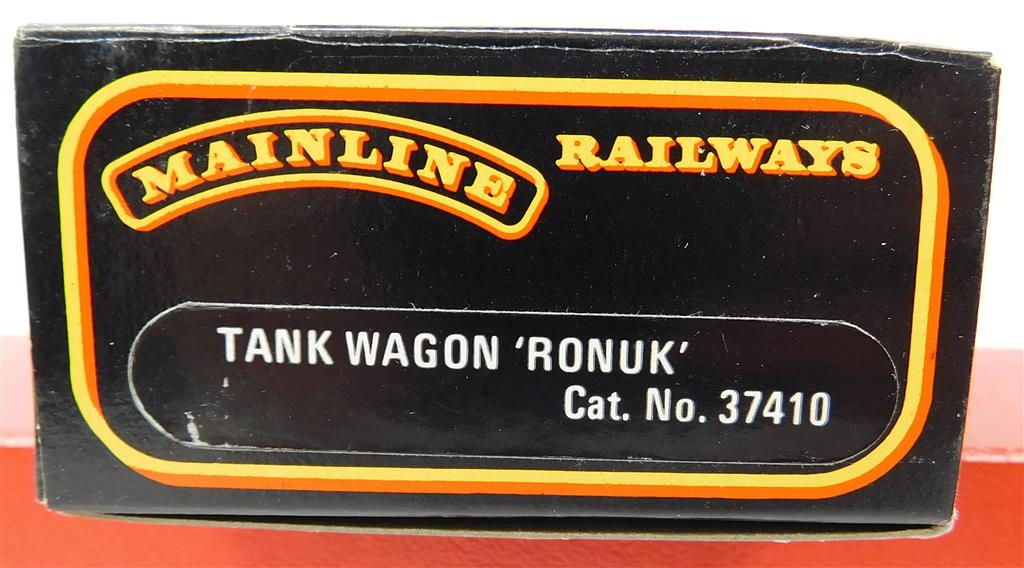 MAINLINE RAILWAYS
TANK WAGON 'RONUK'
Cat. No. 37410